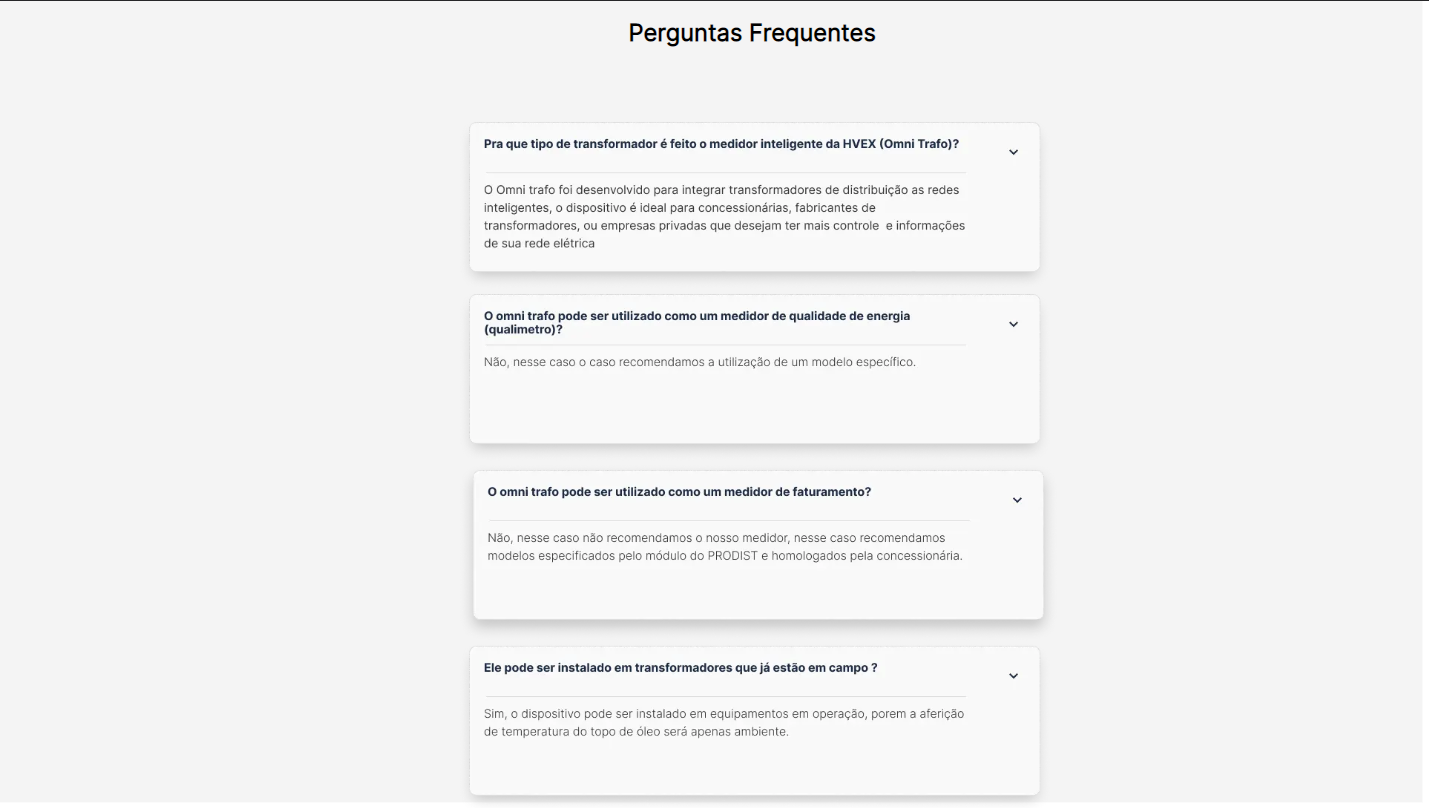 Perguntas Frequentes
Pra que tipo de transformador é feito o medidor inteligente da HVEX (Omni Trafo)?
O Omni trafo foi desenvolvido para integrar transformadores de distribuição as redes
inteligentes, o dispositivo é ideal para concessionárias, fabricantes de
transformadores, ou empresas privadas que desejam ter mais controle e informações
de sua rede elétrica
O omni trafo pode ser utilizado como um medidor de qualidade de energia
(qualimetro)?
Não, nesse caso o caso recomendamos a utilização de um modelo específico.
O omni trafo pode ser utilizado como um medidor de faturamento?
Não, nesse caso não recomendamos o nosso medidor, nesse caso recomendamos
modelos especificados pelo módulo do PRODIST e homologados pela concessionária.
Ele pode ser instalado em transformadores que já estão em campo ?
Sim, o dispositivo pode ser instalado em equipamentos em operação, porem a aferição
de temperatura do topo de óleo será apenas ambiente.